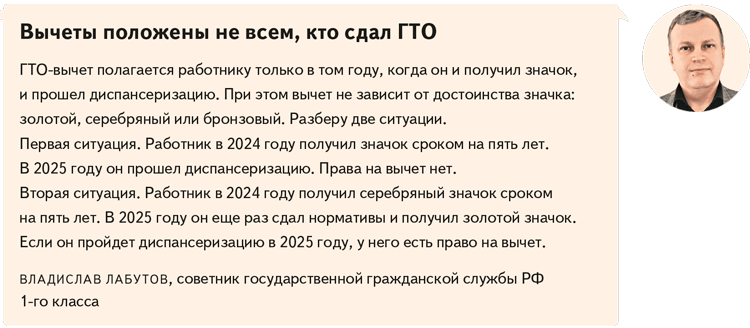 Вычеты положены не всем, кто сдал ГТО
ГТО-вычет полагается работнику только в том году, когда он и получил значок,
и прошел диспансеризацию. При этом вычет не зависит от достоинства значка:
золотой, серебряный или бронзовый. Разберу две ситуации.
Первая ситуация. Работник в 2024 году получил значок сроком на пять лет.
В 2025 году он прошел диспансеризацию. Права на вычет нет.
Вторая ситуация. Работник в 2024 году получил серебряный значок сроком
на пять лет. В 2025 году он еще раз сдал нормативы и получил золотой значок.
Если он пройдет диспансеризацию в 2025 году, у него есть право на вычет.
ВЛАДИСЛАВ ЛАБУТОВ, советник государственной гражданской службы РФ
1-го класса